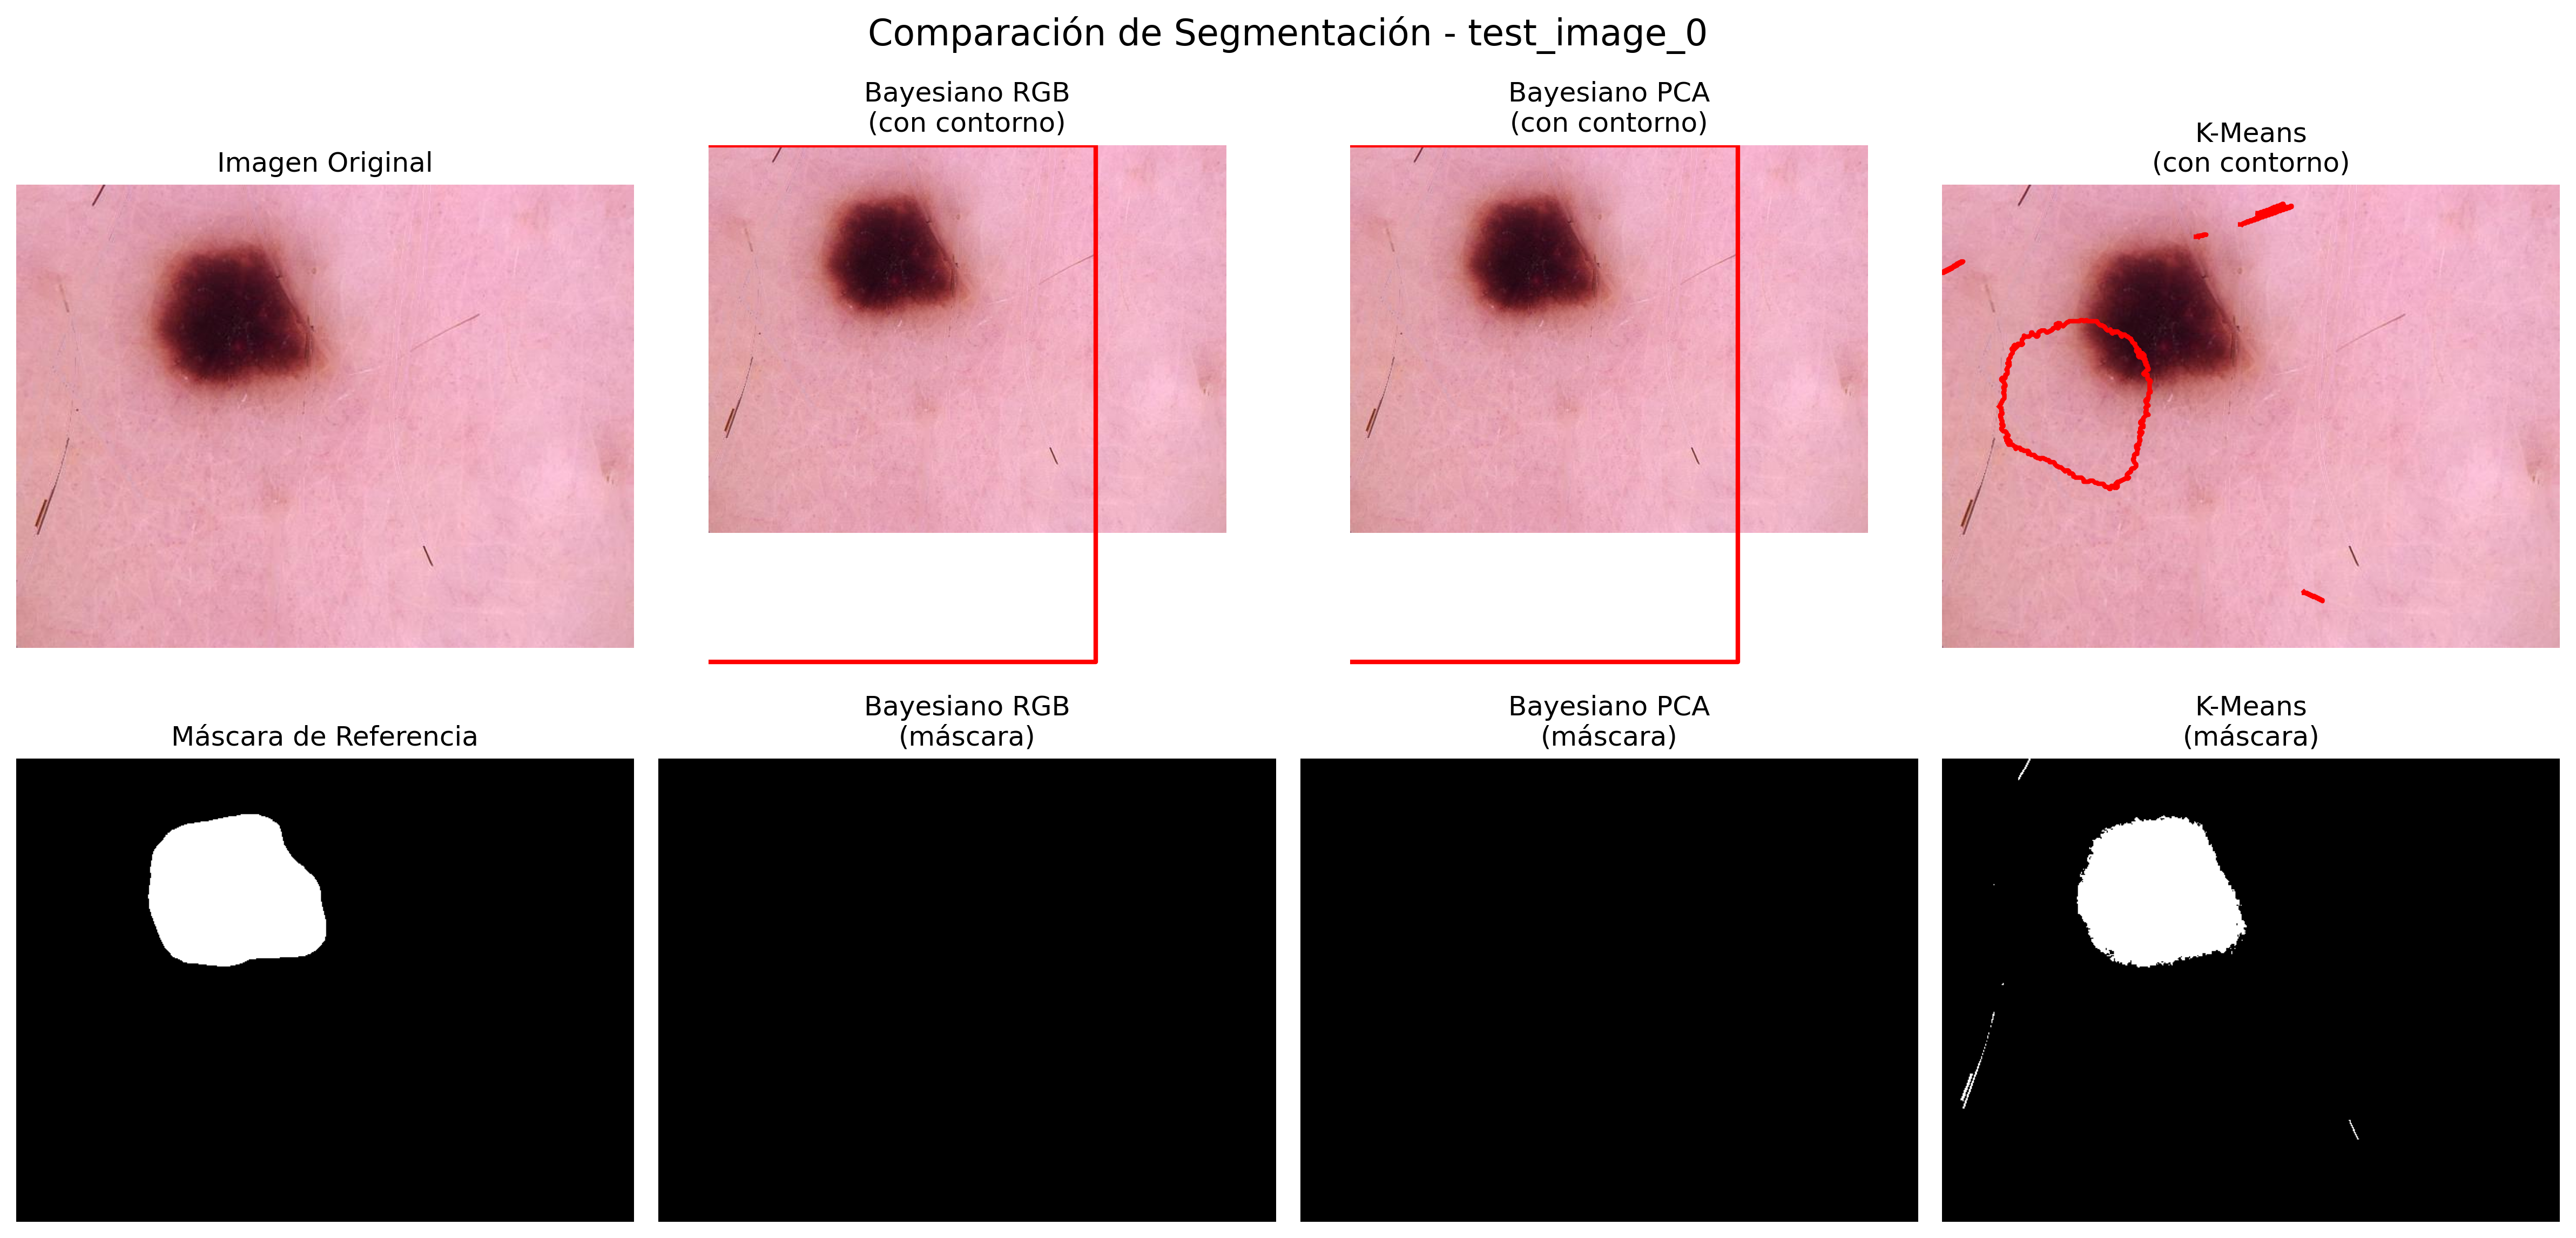 Comparación de Segmentación - test_image_0
Imagen Original
Bayesiano RGB
(con contorno)
Bayesiano PCA
(con contorno)
K-Means
(con contorno)
Máscara de Referencia
Bayesiano RGB
(máscara)
Bayesiano PCA
(máscara)
K-Means
(máscara)